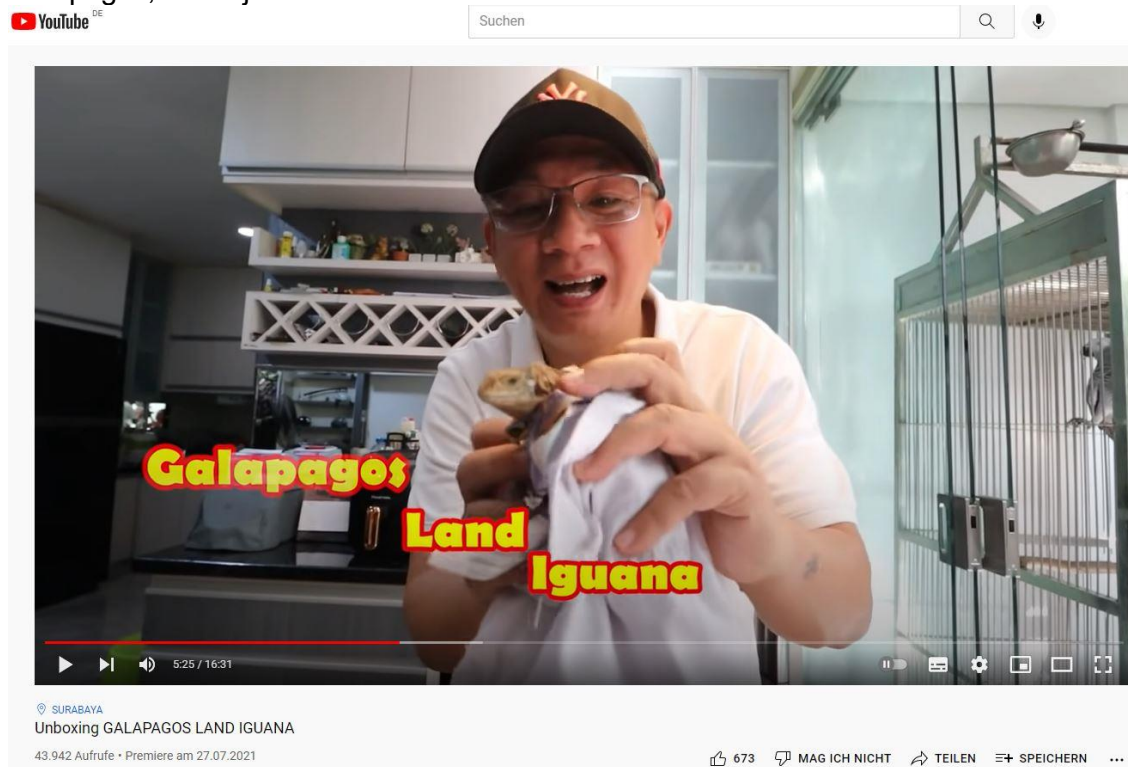 YouTube DE
Suchen
Galapagos
Land
Iguana
5:25 / 16:31
SURABAYA
Unboxing GALAPAGOS LAND IGUANA
43.942 Aufrufe • Premiere am 27.07.2021
673 MAG ICH NICHT TEILEN SPEICHERN